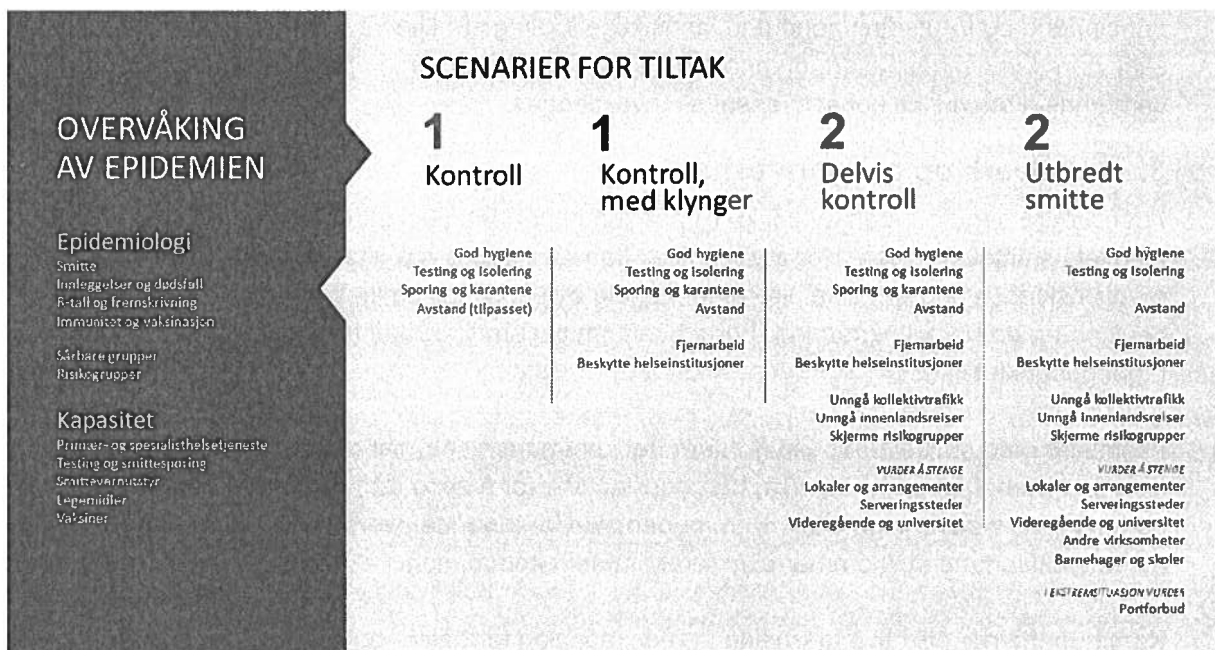 OVERVÅKING
AV EPIDEMIEN
Epidemiologi
Smitte
Innleggelser og dødsfall
R-tall og fremskrivning
Immunitet og vaksinasjon
Sårbare grupper
Risikogrupper
Kapasitet
Primær- og spesialisthelsetjeneste
Testing og smittesporing
Smittevernutstyr
Legemidler
Vaksiner
SCENARIER FOR TILTAK
1
Kontroll
God hygiene
Testing og isolering
Sporing og karantene
Avstand (tilpasset)
1
Kontroll,
med klynger
God hygiene
Testing og isolering
Sporing og karantene
Avstand
Fjernarbeid
Beskytte helseinstitusjoner
2
Delvis
kontroll
God hygiene
Testing og isolering
Sporing og karantene
Avstand
Fjernarbeid
Beskytte helseinstitusjoner
Unngå kollektivtrafikk
Unngå innenlandsreiser
Skjerme risikogrupper
VURDER Å STENGE
Lokaler og arrangementer
Serveringssteder
Videregående og universitet
2
Utbredt
smitte
God hygiene
Testing og isolering
Avstand
Fjernarbeid
Beskytte helseinstitusjoner
Unngå kollektivtrafikk
Unngå innenlandsreiser
Skjerme risikogrupper
VURDER Å STENGE
Lokaler og arrangementer
Serveringssteder
Videregående og universitet
Andre virksomheter
Barnehager og skoler
I EKSTREMSITUASJON VURDER
Portforbud